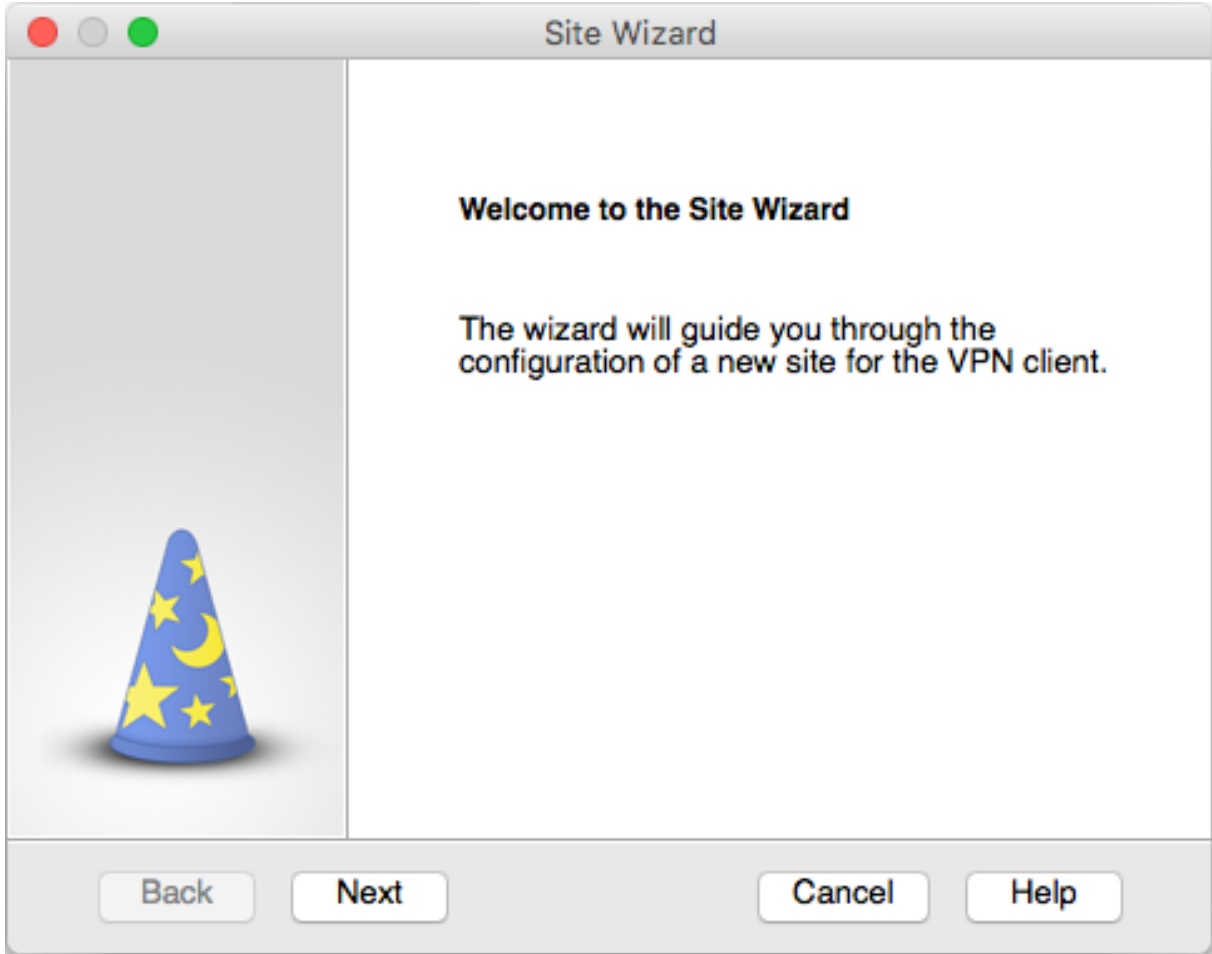 Site Wizard
Welcome to the Site Wizard
The wizard will guide you through the
configuration of a new site for the VPN client.
Back
Next
Cancel
Help